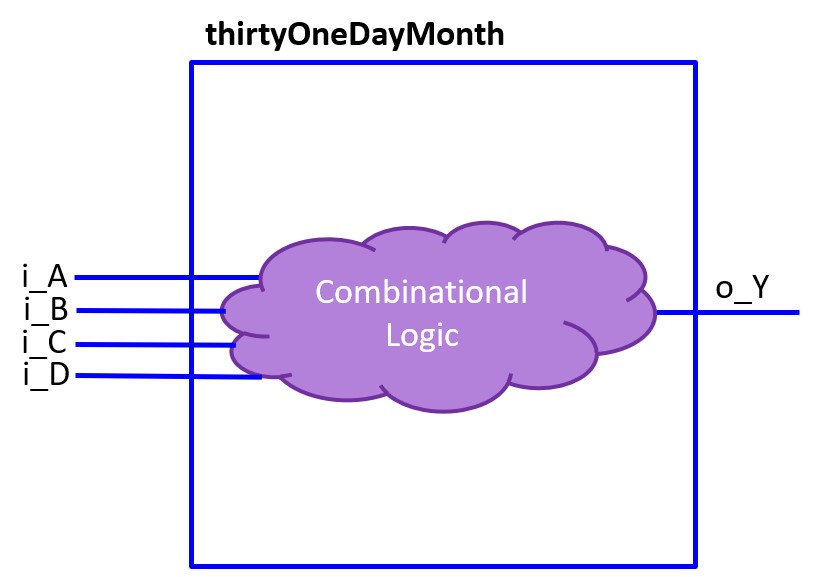 thirtyOneDayMonth
i_A
i_B
i_C
i_D
Combinational
Logic
o_Y